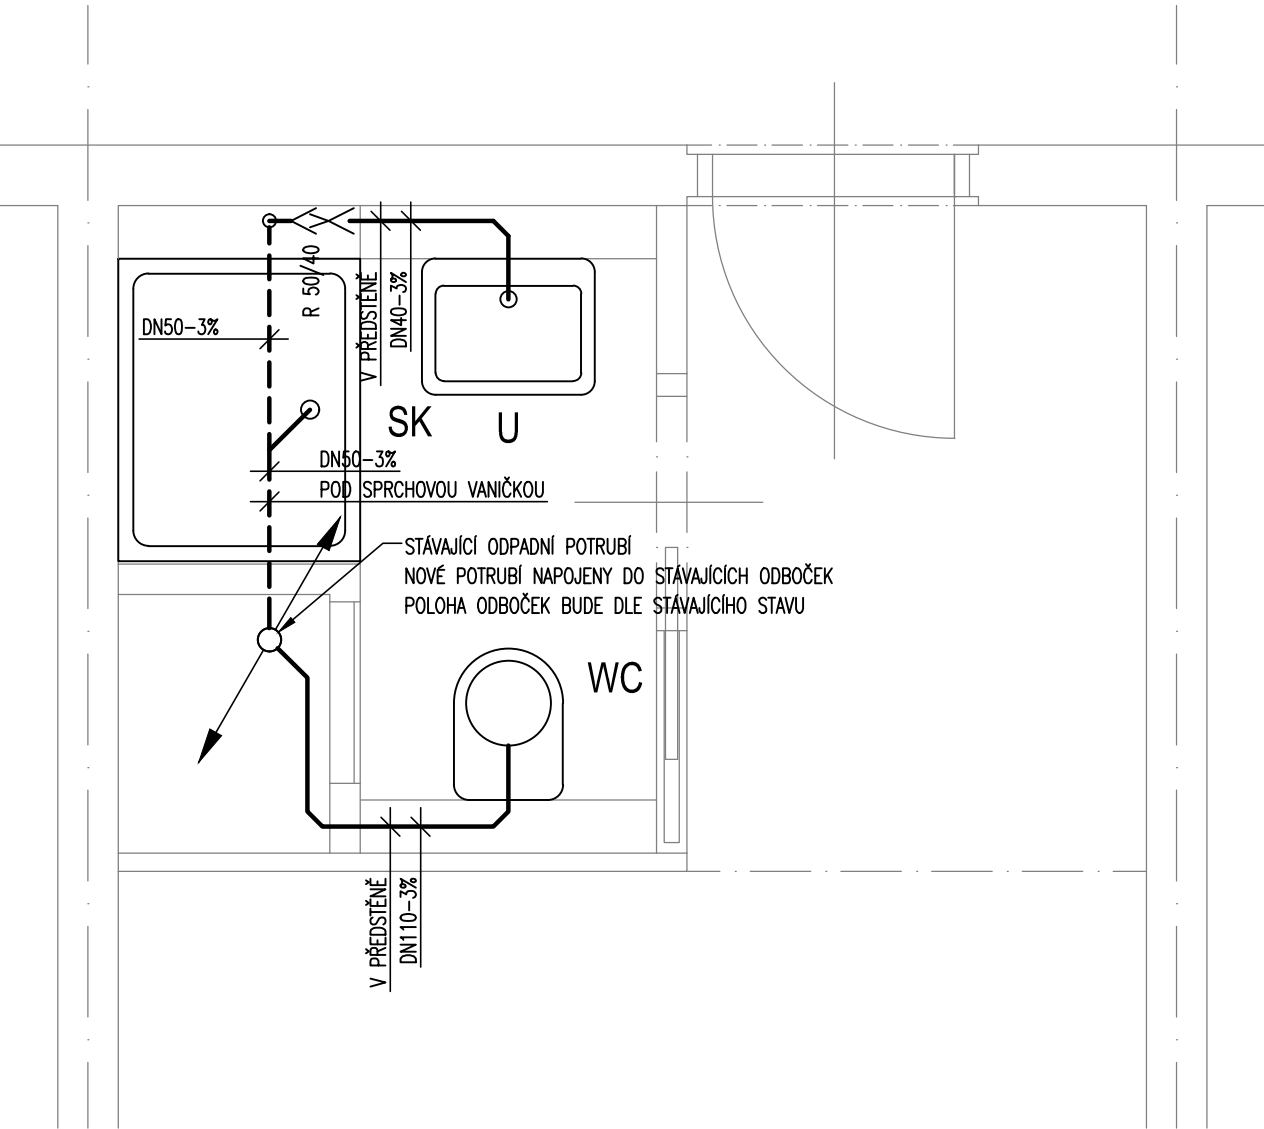 R 50/40
V PŘEDSTĚNĚ
DN40-3%
DN50-3%
SK
U
DN50-3%
POD SPRCHOVOU VANIČKOU
STÁVAJÍCÍ ODPADNÍ POTRUBÍ
NOVÉ POTRUBÍ NAPOJENY DO STÁVAJÍCÍCH ODBOČEK
POLOHA ODBOČEK BUDE DLE STÁVAJÍCÍHO STAVU
WC
V PŘEDSTĚNĚ
DN110-3%